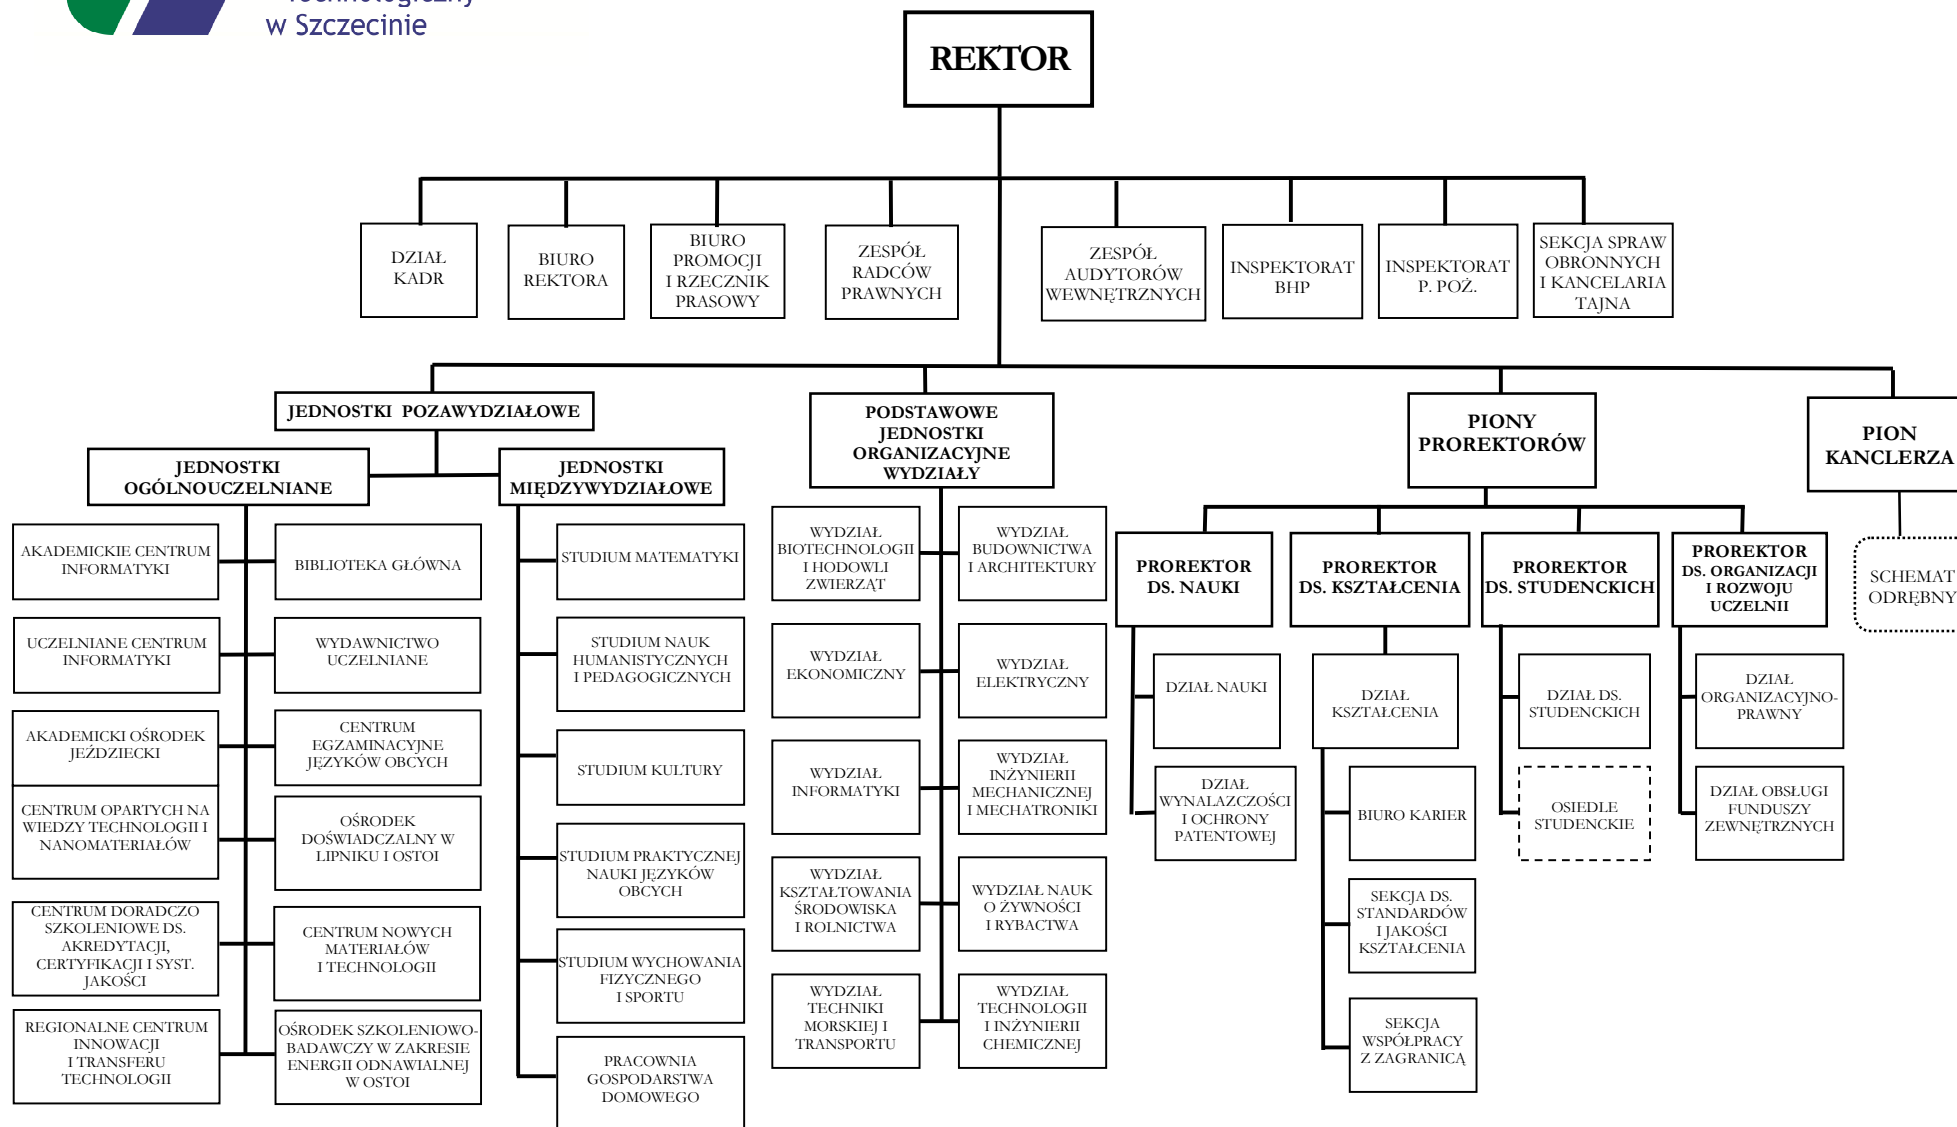 w Szczecinie
REKTOR
DZIAŁ
KADR
BIURO
REKTORA
BIURO
PROMOCJI
I RZECZNIK
PRASOWY
ZESPÓŁ
RADCÓW
PRAWNYCH
ZESPÓŁ
AUDYTORÓW
WEWNĘTRZNYCH
INSPEKTORAT
BHP
INSPEKTORAT
P. POŻ.
SEKCJA SPRAW
OBRONNYCH
I KANCELARIA
TAJNA
JEDNOSTKI POZAWYDZIAŁOWE
JEDNOSTKI
OGÓLNOUCZELNIANE
JEDNOSTKI
MIĘDZYWYDZIAŁOWE
PODSTAWOWE
JEDNOSTKI
ORGANIZACYJNE
WYDZIAŁY
PIONY
PROREKTORÓW
PION
KANCLERZA
AKADEMICKIE CENTRUM
INFORMATYKI
BIBLIOTEKA GŁÓWNA
UCZELNIANE CENTRUM
INFORMATYKI
WYDAWNICTWO
UCZELNIANE
AKADEMICKI OŚRODEK
JEŹDZIECKI
CENTRUM
EGZAMINACYJNE
JĘZYKÓW OBCYCH
CENTRUM OPARTYCH NA
WIEDZY TECHNOLOGII I
NANOMATERIAŁÓW
OŚRODEK
DOŚWIADCZALNY W
LIPNIKU I OSTOI
CENTRUM DORADCZO
SZKOLENIOWE DS.
AKREDYTACJI,
CERTYFIKACJI I SYST.
JAKOŚCI
CENTRUM NOWYCH
MATERIAŁÓW
I TECHNOLOGII
REGIONALNE CENTRUM
INNOWACJI
I TRANSFERU
TECHNOLOGII
OŚRODEK SZKOLENIOWO-
BADAWCZY W ZAKRESIE
ENERGII ODNAWIALNEJ
W OSTOI
STUDIUM MATEMATYKI
STUDIUM NAUK
HUMANISTYCZNYCH
I PEDAGOGICZNYCH
STUDIUM KULTURY
STUDIUM PRAKTYCZNEJ
NAUKI JĘZYKÓW
OBCYCH
STUDIUM WYCHOWANIA
FIZYCZNEGO
I SPORTU
PRACOWNIA
GOSPODARSTWA
DOMOWEGO
WYDZIAŁ
BIOTECHNOLOGII
I HODOWLI
ZWIERZĄT
WYDZIAŁ
BUDOWNICTWA
I ARCHITEKTURY
WYDZIAŁ
EKONOMICZNY
WYDZIAŁ
ELEKTRYCZNY
WYDZIAŁ
INFORMATYKI
WYDZIAŁ
INŻYNIERII
MECHANICZNEJ
I MECHATRONIKI
WYDZIAŁ
KSZTAŁTOWANIA
ŚRODOWISKA
I ROLNICTWA
WYDZIAŁ NAUK
O ŻYWNOŚCI
I RYBACTWA
WYDZIAŁ
TECHNIKI
MORSKIEJ I
TRANSPORTU
WYDZIAŁ
TECHNOLOGII
I INŻYNIERII
CHEMICZNEJ
PROREKTOR
DS. NAUKI
PROREKTOR
DS. KSZTAŁCENIA
PROREKTOR
DS. STUDENCKICH
PROREKTOR
DS. ORGANIZACJI
I ROZWOJU
UCZELNII
SCHEMAT
ODRĘBNY
DZIAŁ NAUKI
DZIAŁ
WYNALAZCZOŚCI
I OCHRONY
PATENTOWEJ
DZIAŁ
KSZTAŁCENIA
BIURO KARIER
SEKCJA DS.
STANDARDÓW
I JAKOŚCI
KSZTAŁCENIA
SEKCJA
WSPÓŁPRACY
Z ZAGRANICĄ
DZIAŁ DS.
STUDENCKICH
OSIEDLE
STUDENCKIE
DZIAŁ
ORGANIZACYJNO-
PRAWNY
DZIAŁ OBSŁUGI
FUNDUSZY
ZEWNĘTRZNYCH